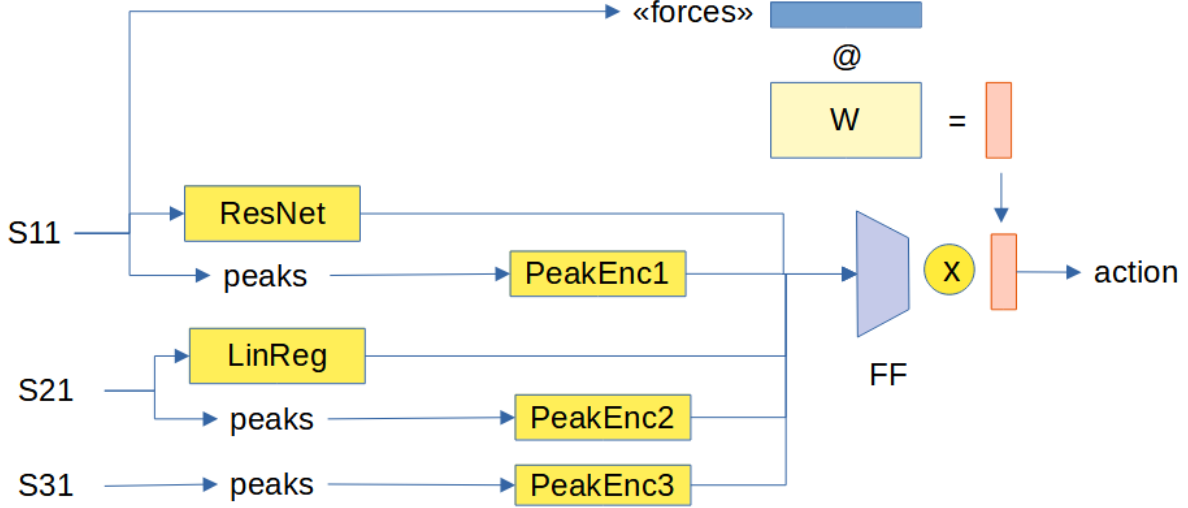 «forces»
@
W =
S11
ResNet
peaks
PeakEnc1
x
action
LinReg
FF
S21
peaks
PeakEnc2
S31
peaks
PeakEnc3